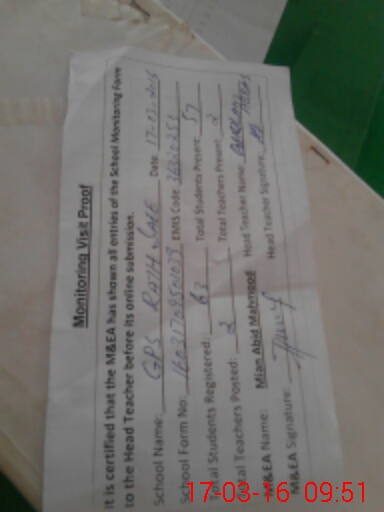 Monitoring Visit Proof
It is certified that the M&EA has shown all entries of the School Monitoring Form
to the Head Teacher before its online submission.
School Name: GPS Date: 17-03-2016
School Form No: EMIS Code
Total Students Registered: 63 Total Students Present: 57
Total Teachers Posted: 2 Total Teachers Present: 2
M&EA Name: Mian Abid Mahmood Head Teacher Name:
M&EA Signature: Head Teacher Signature:
17-03-16 09:51